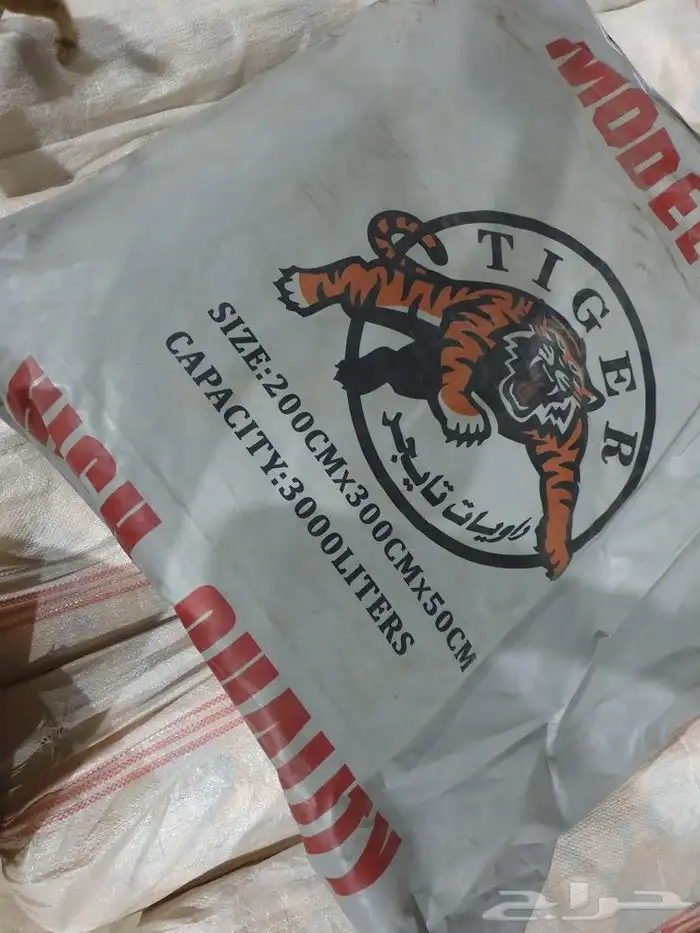 MODEL
TIGER
راويات تايجر
SIZE:200CMX300CMX50CM
CAPACITY:3000LITERS
HIGH QUALITY
حراج